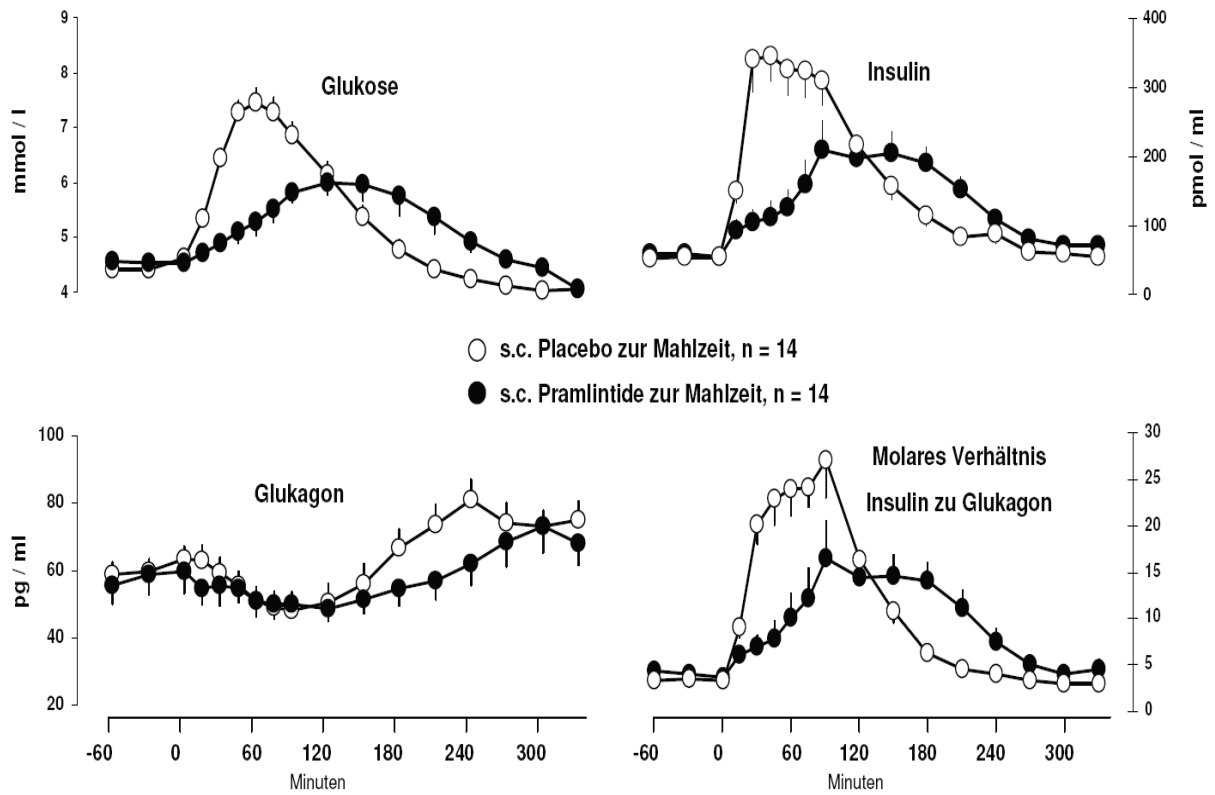 9
8
7
6
5
4
mmol / l
Glukose
400
300
200
100
0
pmol / ml
Insulin
s.c. Placebo zur Mahlzeit, n = 14
s.c. Pramlintide zur Mahlzeit, n = 14
100
80
60
40
20
pg / ml
Glukagon
-60 0 60 120 180 240 300
Minuten
30
25
20
15
10
5
0
Molares Verhältnis
Insulin zu Glukagon
-60 0 60 120 180 240 300
Minuten